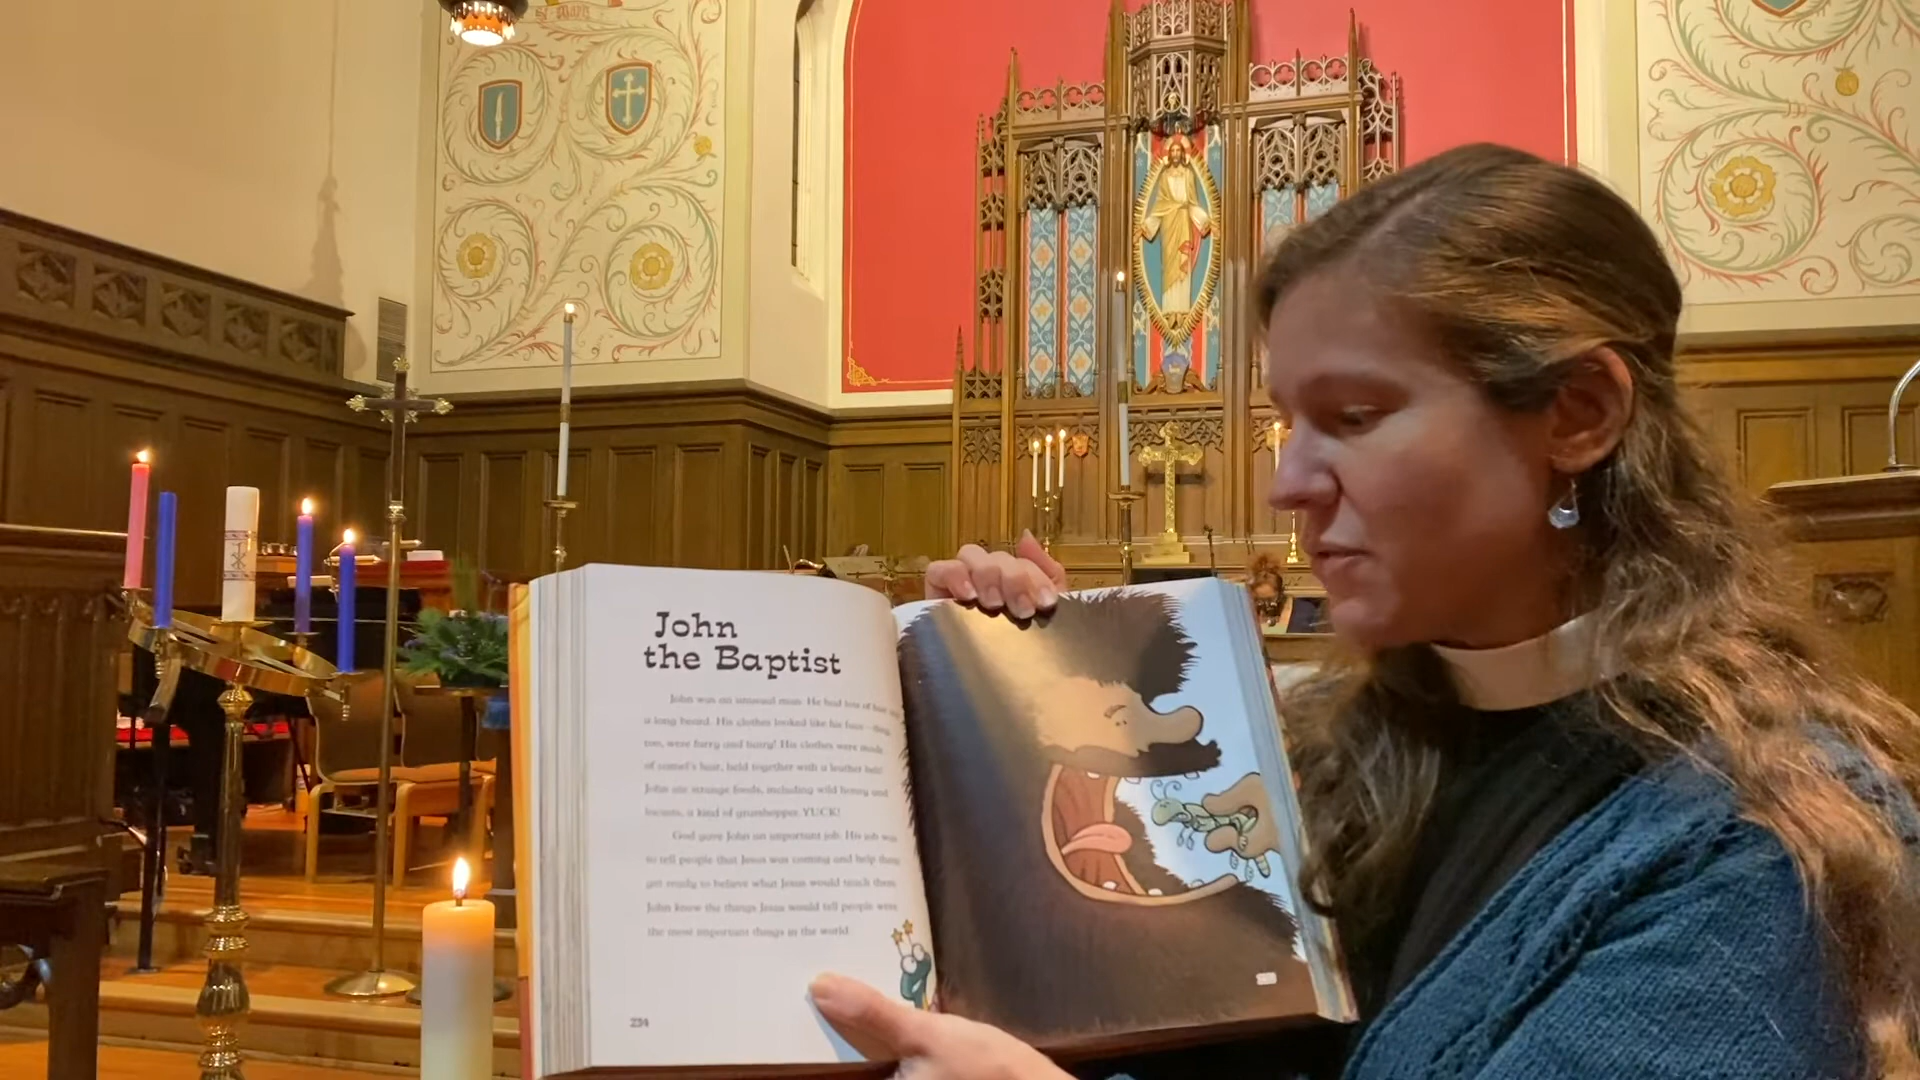 St. Mark
John
the Baptist
John was an unusual man. He had lots of hair and
a long beard. His clothes looked like his face—they,
too, were furry and hairy! His clothes were made
of camel's hair, held together with a leather belt.
John ate strange foods, including wild honey and
locusts, a kind of grasshopper. YUCK!
God gave John an important job. His job was
to tell people that Jesus was coming and help them
get ready to believe what Jesus would teach them.
John knew the things Jesus would tell people were
the most important things in the world.
234